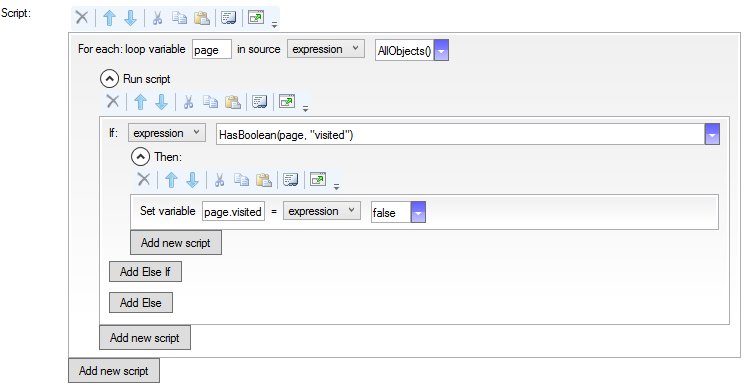 Script:
For each: loop variable page in source expression AllObjects()
Run script
If: expression HasBoolean(page, "visited")
Then:
Set variable page.visited = expression false
Add new script
Add Else If
Add Else
Add new script
Add new script